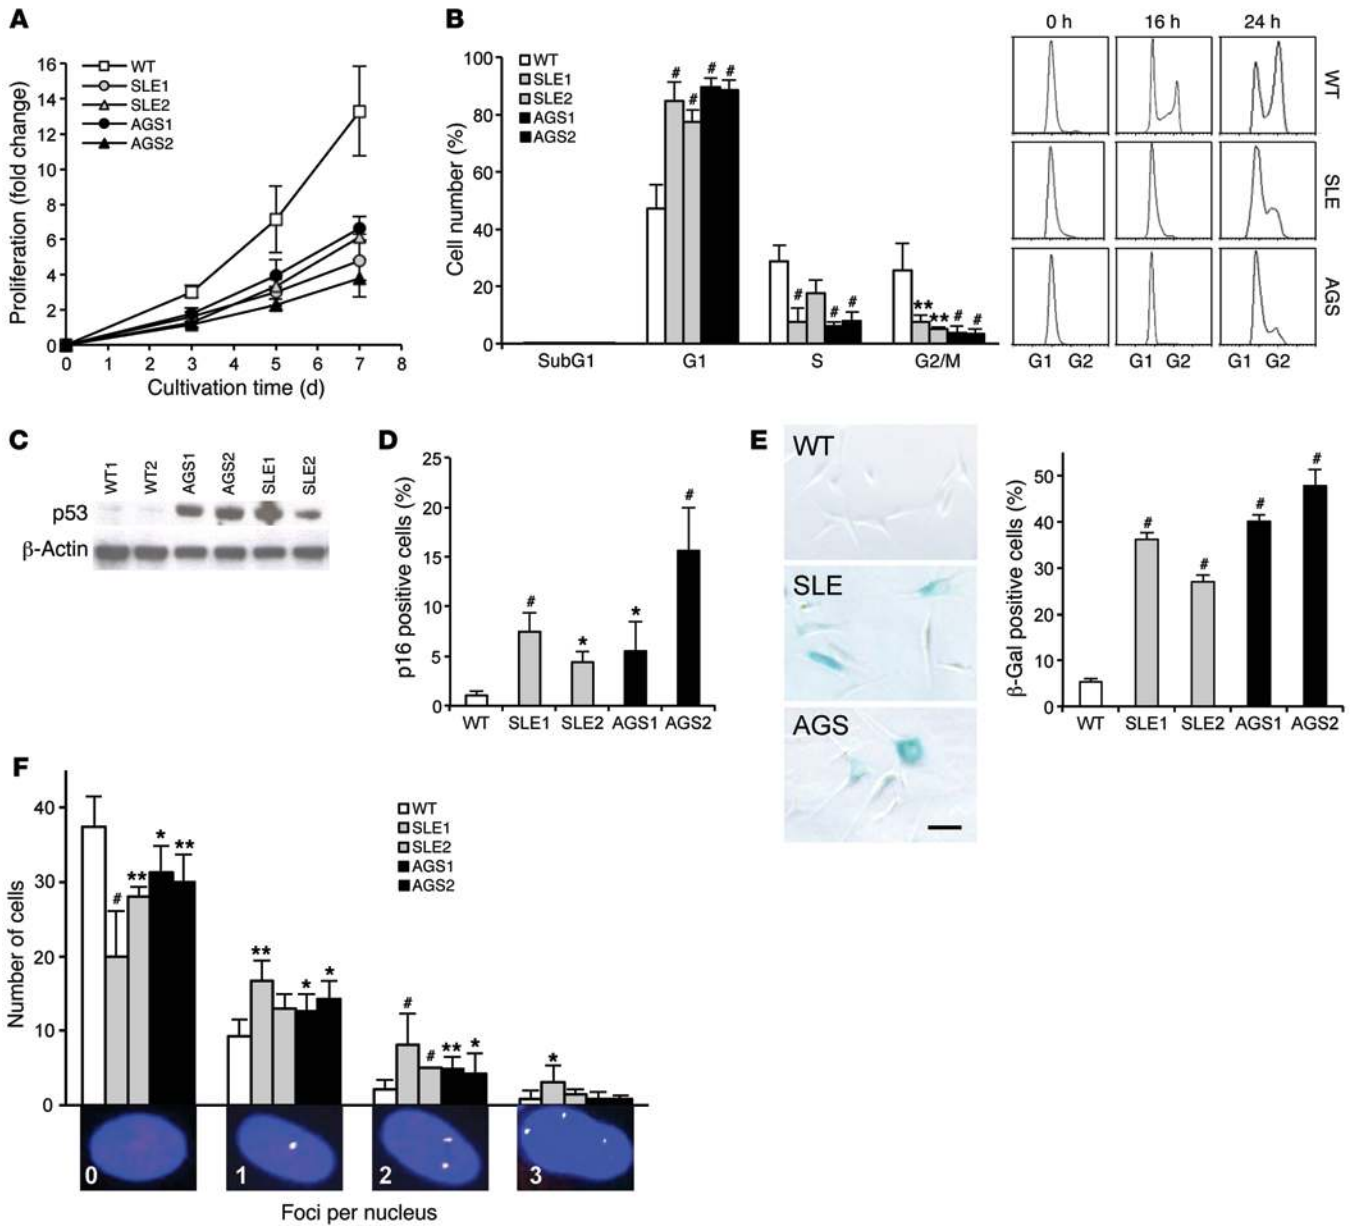 A
Proliferation (fold change)
16
14
12
10
8
6
4
2
0
WT
SLE1
SLE2
AGS1
AGS2
0 1 2 3 4 5 6 7 8
Cultivation time (d)
B
Cell number (%)
100
80
60
40
20
0
WT
SLE1
SLE2
AGS1
AGS2
# # # #
# # #
** ** # #
SubG1 G1 S G2/M
0 h 16 h 24 h
WT
SLE
AGS
G1 G2 G1 G2 G1 G2
C
WT1 WT2 AGS1 AGS2 SLE1 SLE2
p53
β-Actin
D
p16 positive cells (%)
25
20
15
10
5
0
# * * #
WT SLE1 SLE2 AGS1 AGS2
E
WT
SLE
AGS
β-Gal positive cells (%)
50
40
30
20
10
0
# # # #
WT SLE1 SLE2 AGS1 AGS2
F
Number of cells
40
30
20
10
0
WT
SLE1
SLE2
AGS1
AGS2
# ** * **
** * *
# # ** *
*
0 1 2 3
Foci per nucleus